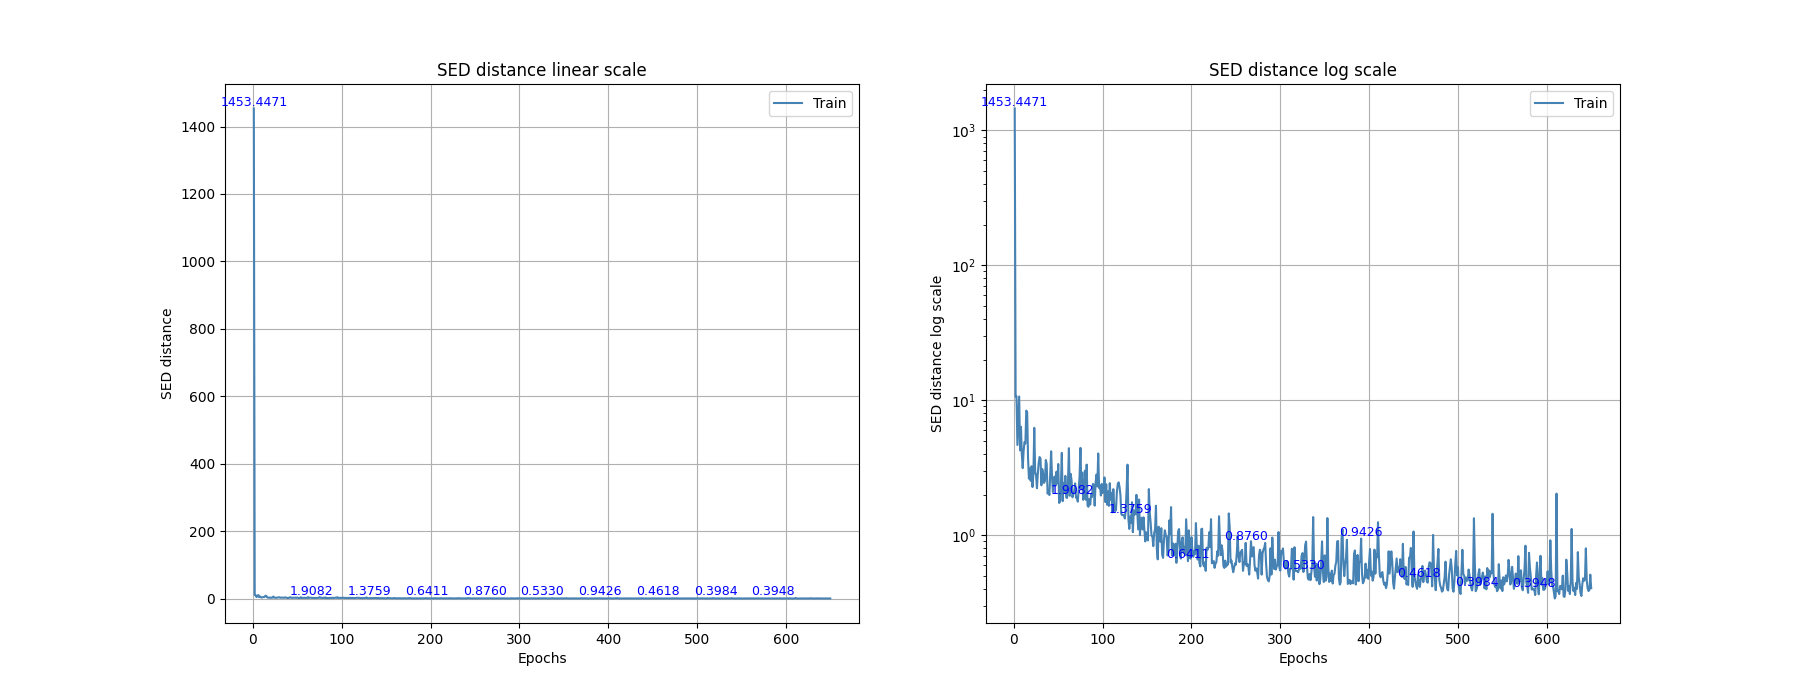 SED distance linear scale
1453.4471
Train
1400
1200
1000
800
600
400
200
0
SED distance
1.9082 1.3759 0.6411 0.8760 0.5330 0.9426 0.4618 0.3984 0.3948
0 100 200 300 400 500 600
Epochs
SED distance log scale
1453.4471
Train
10³
10²
10¹
10⁰
SED distance log scale
1.9082 1.3759 0.6411 0.8760 0.5330 0.9426 0.4618 0.3984 0.3948
0 100 200 300 400 500 600
Epochs